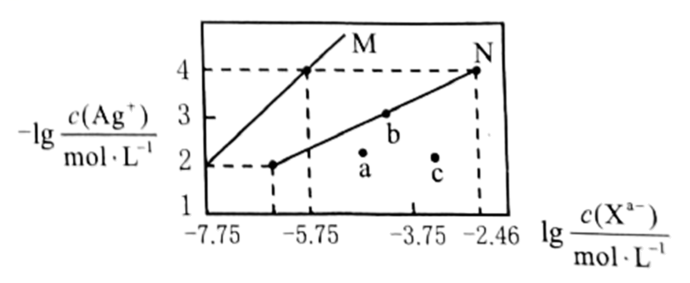 M
N
4
3
2
1
-lg c(Ag⁺)/mol·L⁻¹
b
a
c
-7.75 -5.75 -3.75 -2.46
lg c(Xᵃ⁻)/mol·L⁻¹